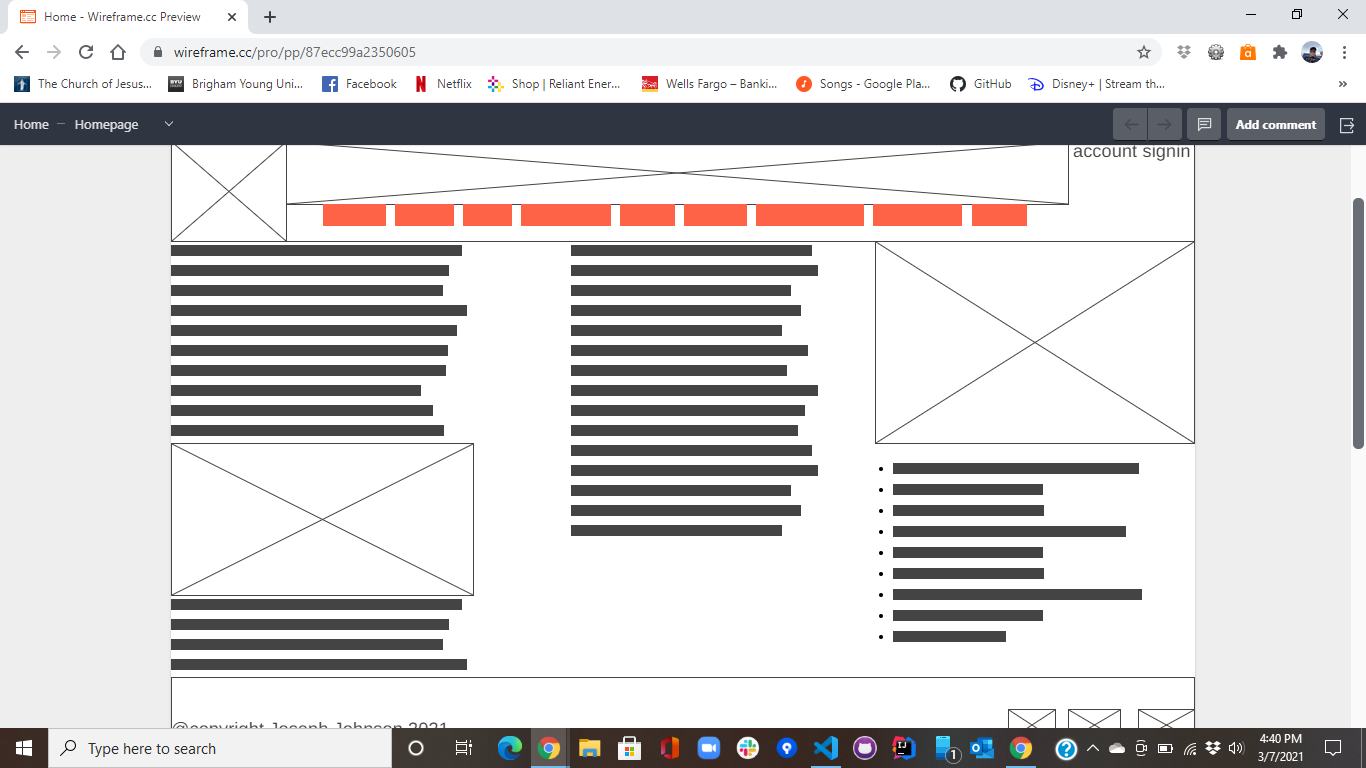 Home - Wireframe.cc Preview
wireframe.cc/pro/pp/87ecc99a2350605
The Church of Jesus...
BYU
Brigham Young Uni...
Facebook
Netflix
Shop | Reliant Ener...
Wells Fargo – Banki...
Songs - Google Pla...
GitHub
Disney+ | Stream th...
Home – Homepage
Add comment
account signin
@copyright Joseph Johnson 2021
Type here to search
1
4:40 PM
3/7/2021